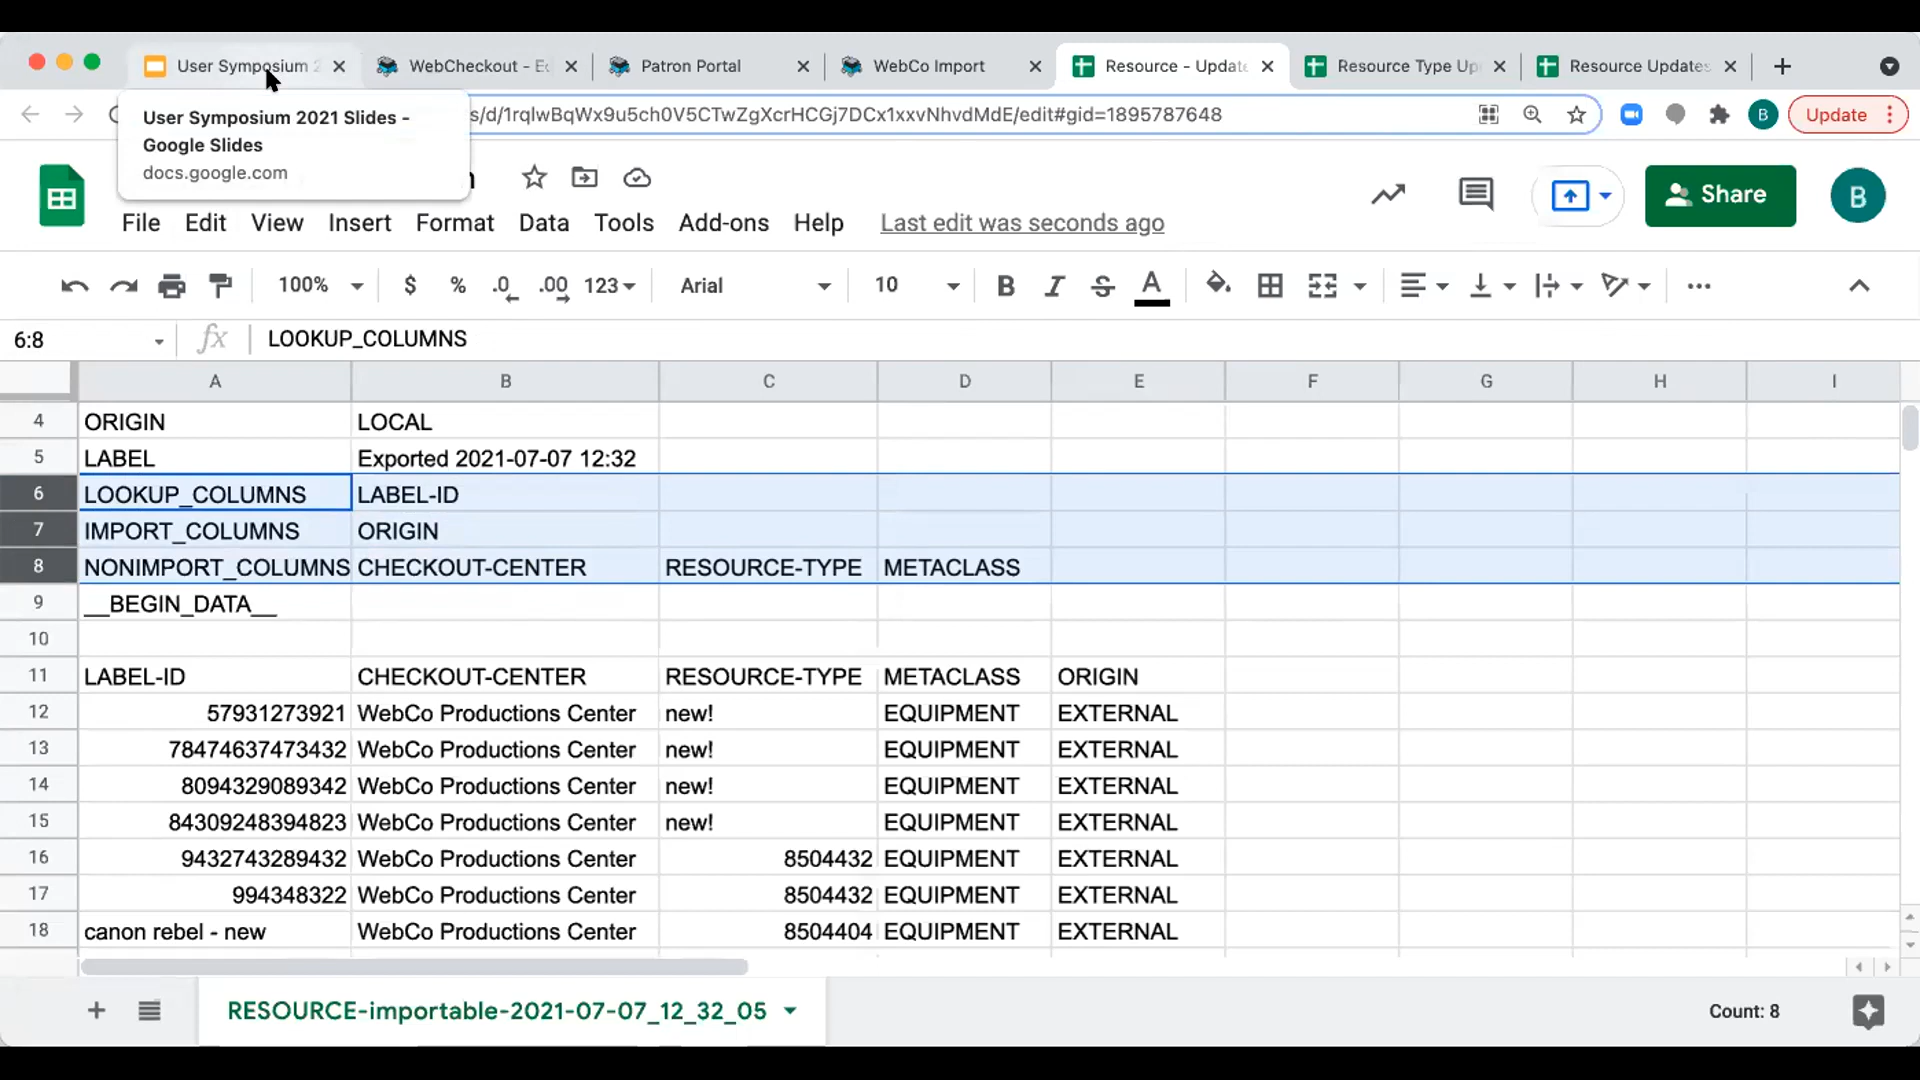 User Symposium 2
WebCheckout - Ec
Patron Portal
WebCo Import
Resource - Update
Resource Type Up
Resource Updates
User Symposium 2021 Slides -
Google Slides
docs.google.com
s/d/1rqlwBqWx9u5ch0V5CTwZgXcrHCGj7DCx1xxvNhvdMdE/edit#gid=1895787648
B
Update
File Edit View Insert Format Data Tools Add-ons Help Last edit was seconds ago
Share
B
100% $ % .0 .00 123 Arial 10 B I S A
6:8 fx LOOKUP_COLUMNS
A B C D E F G H I
4 ORIGIN LOCAL
5 LABEL Exported 2021-07-07 12:32
6 LOOKUP_COLUMNS LABEL-ID
7 IMPORT_COLUMNS ORIGIN
8 NONIMPORT_COLUMNS CHECKOUT-CENTER RESOURCE-TYPE METACLASS
9 __BEGIN_DATA__
10
11 LABEL-ID CHECKOUT-CENTER RESOURCE-TYPE METACLASS ORIGIN
12 57931273921 WebCo Productions Center new! EQUIPMENT EXTERNAL
13 78474637473432 WebCo Productions Center new! EQUIPMENT EXTERNAL
14 8094329089342 WebCo Productions Center new! EQUIPMENT EXTERNAL
15 84309248394823 WebCo Productions Center new! EQUIPMENT EXTERNAL
16 9432743289432 WebCo Productions Center 8504432 EQUIPMENT EXTERNAL
17 994348322 WebCo Productions Center 8504432 EQUIPMENT EXTERNAL
18 canon rebel - new WebCo Productions Center 8504404 EQUIPMENT EXTERNAL
RESOURCE-importable-2021-07-07_12_32_05
Count: 8